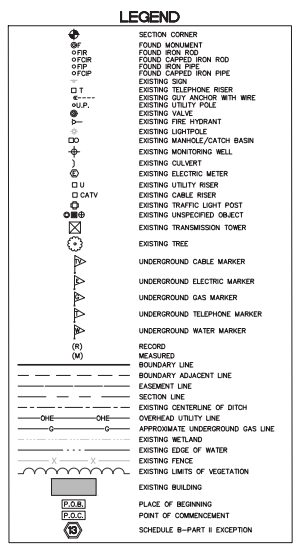 LEGEND
SECTION CORNER
F FOUND MONUMENT
FIR FOUND IRON ROD
FCIR FOUND CAPPED IRON ROD
FIP FOUND IRON PIPE
FCIP FOUND CAPPED IRON PIPE
EXISTING SIGN
T EXISTING TELEPHONE RISER
EXISTING GUY ANCHOR WITH WIRE
U.P. EXISTING UTILITY POLE
EXISTING VALVE
EXISTING FIRE HYDRANT
EXISTING LIGHTPOLE
EXISTING MANHOLE/CATCH BASIN
EXISTING MONITORING WELL
EXISTING CULVERT
E EXISTING ELECTRIC METER
U EXISTING UTILITY RISER
CATV EXISTING CABLE RISER
EXISTING TRAFFIC LIGHT POST
EXISTING UNSPECIFIED OBJECT
EXISTING TRANSMISSION TOWER
EXISTING TREE
TV UNDERGROUND CABLE MARKER
E UNDERGROUND ELECTRIC MARKER
G UNDERGROUND GAS MARKER
T UNDERGROUND TELEPHONE MARKER
W UNDERGROUND WATER MARKER
(R) RECORD
(M) MEASURED
BOUNDARY LINE
BOUNDARY ADJACENT LINE
EASEMENT LINE
SECTION LINE
EXISTING CENTERLINE OF DITCH
OHE OHE OVERHEAD UTILITY LINE
G G APPROXIMATE UNDERGROUND GAS LINE
EXISTING WETLAND
EXISTING EDGE OF WATER
X X EXISTING FENCE
EXISTING LIMITS OF VEGETATION
EXISTING BUILDING
P.O.B. PLACE OF BEGINNING
P.O.C. POINT OF COMMENCEMENT
13 SCHEDULE B-PART II EXCEPTION